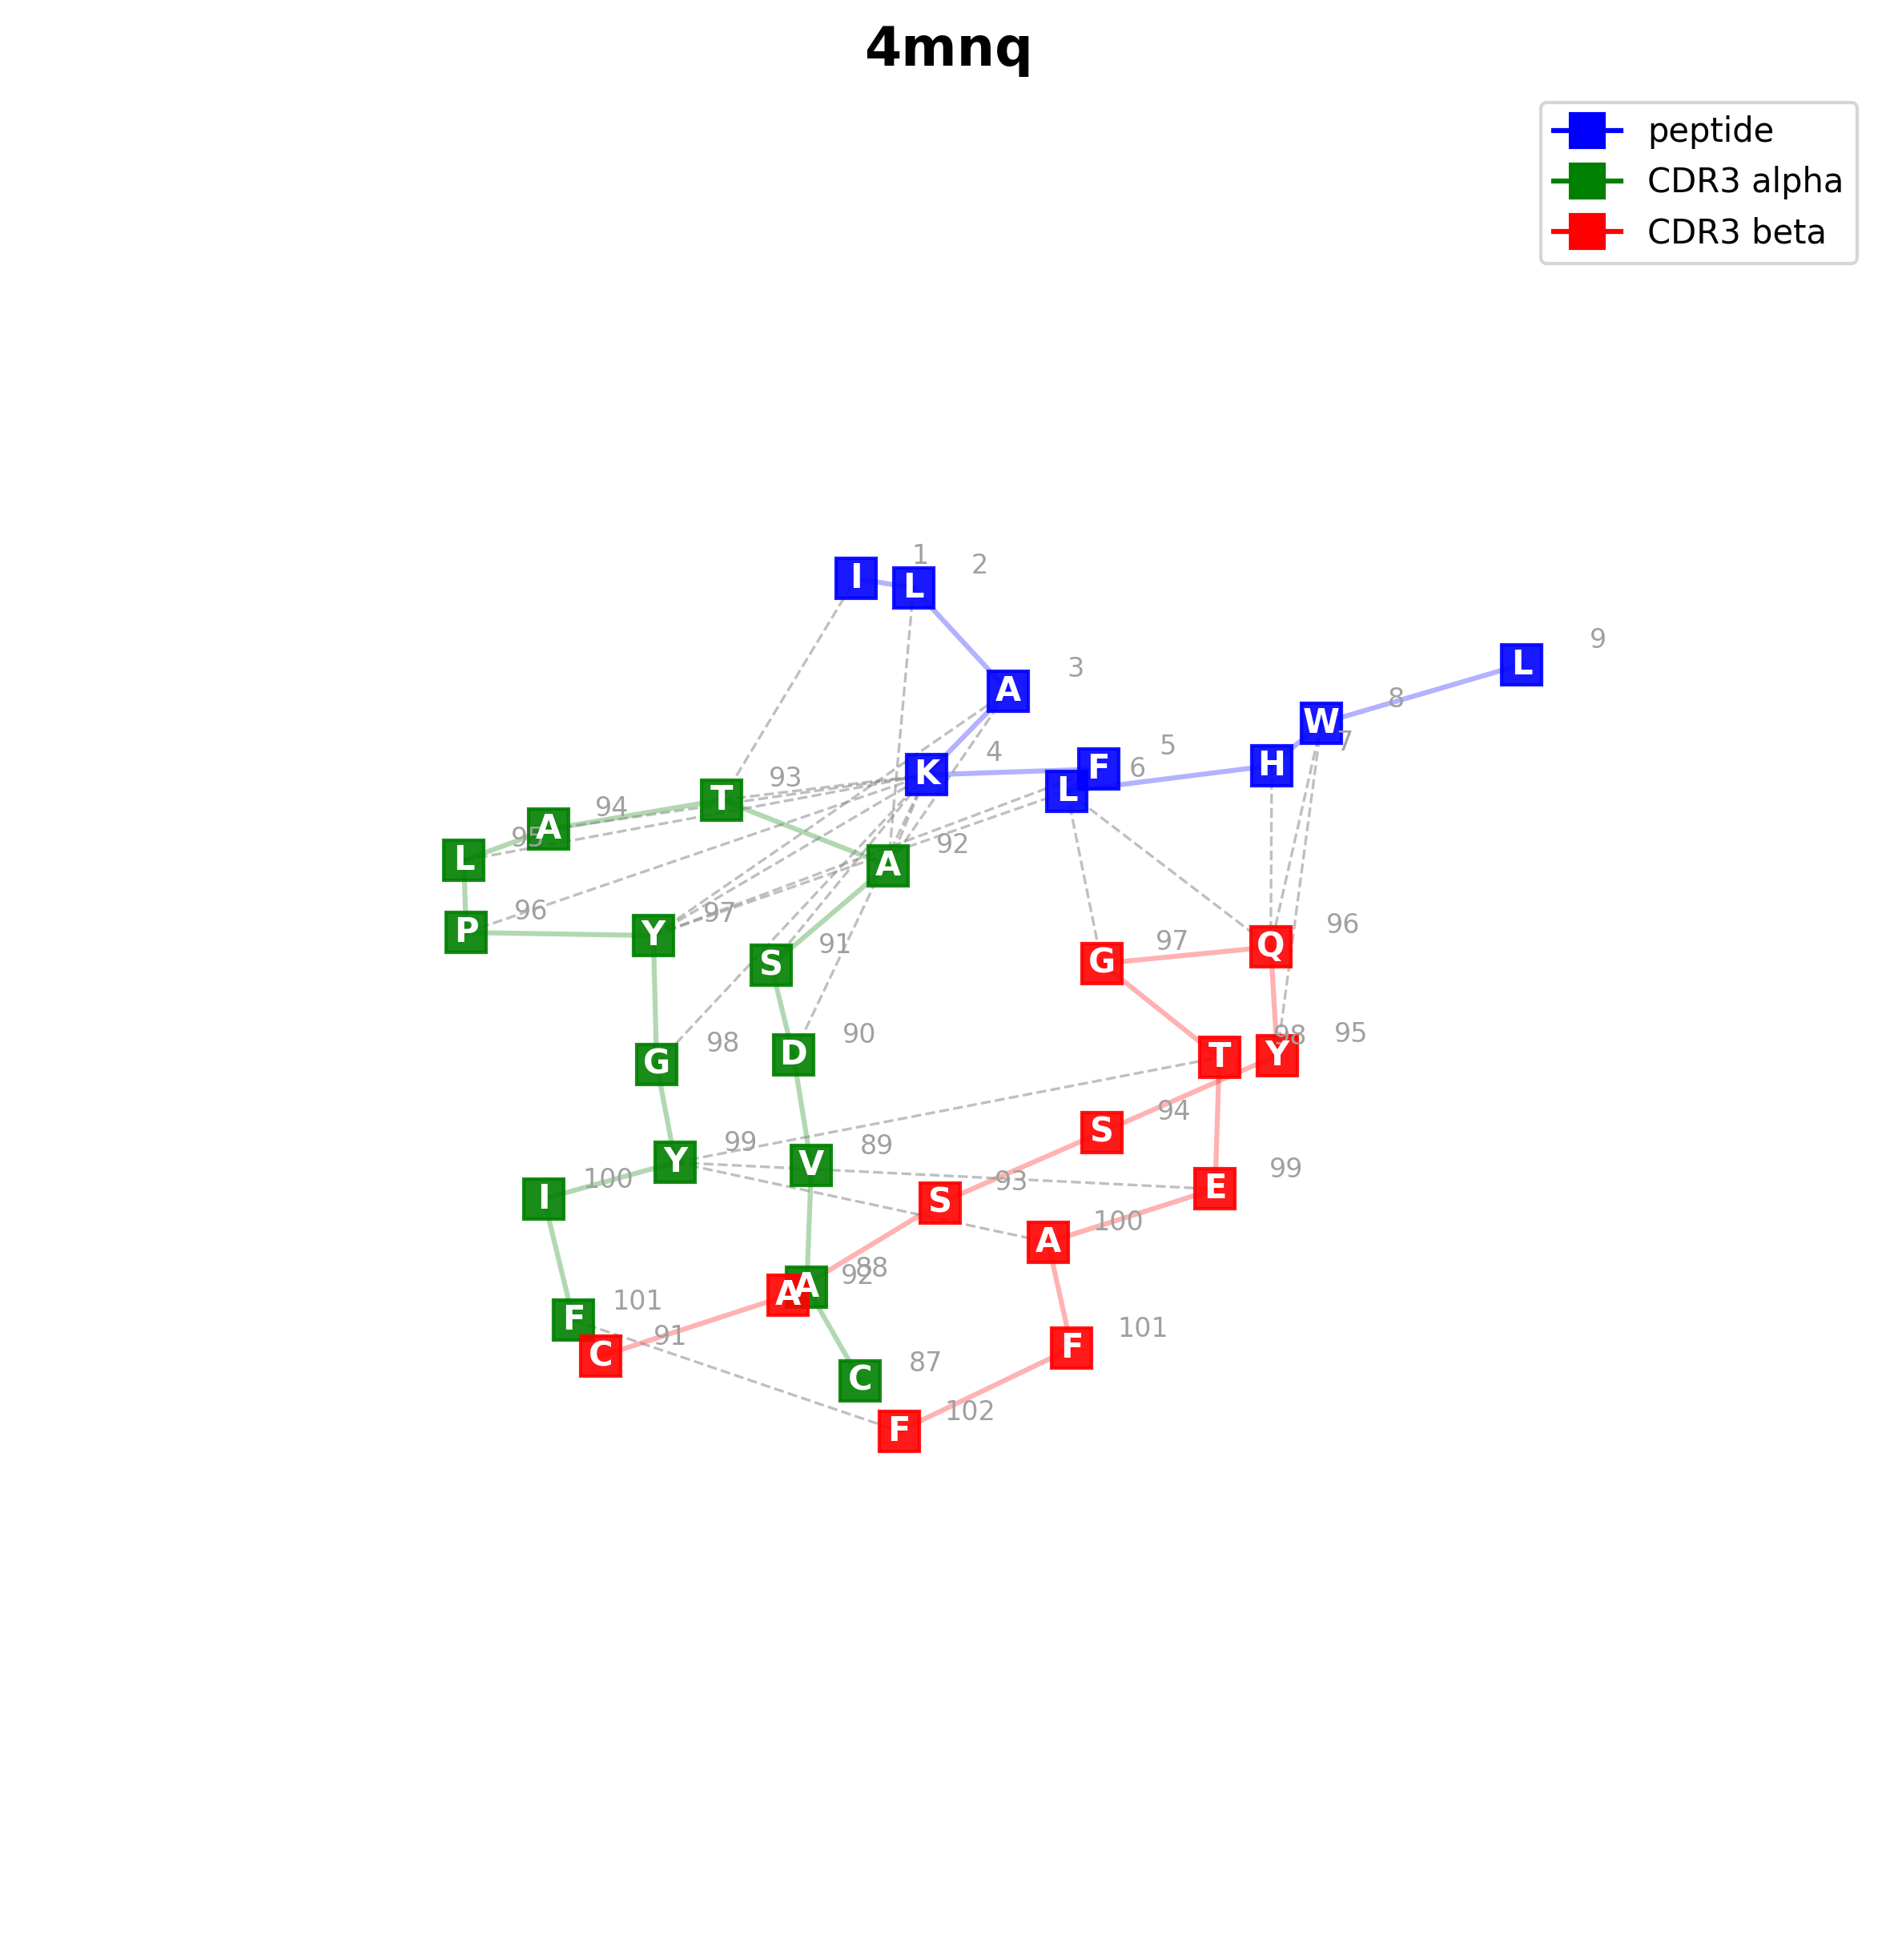 4mnq
peptide
CDR3 alpha
CDR3 beta
I 1
L 2
A 3
L 9
W 8
H 7
K 4
F 5
L 6
T 93
A 94
L 95
P 96
A 92
Y 97
S 91
G 97
Q 96
D 90
G 98
T 98
Y 95
S 94
Y 99
V 89
I 100
S 93
E 99
A 100
A 88
A 92
F 101
C 91
C 87
F 101
F 102